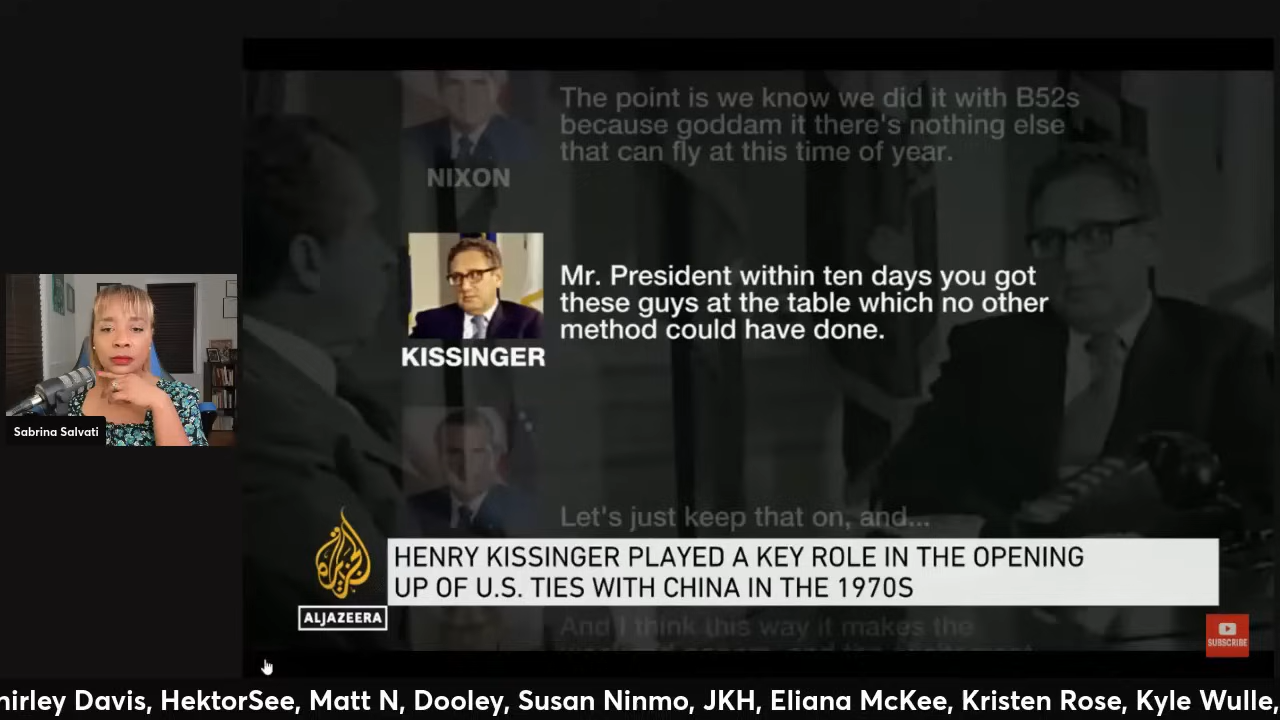 The point is we know we did it with B52s
because goddam it there's nothing else
that can fly at this time of year.
NIXON
Mr. President within ten days you got
these guys at the table which no other
method could have done.
KISSINGER
Sabrina Salvati
Let's just keep that on, and...
HENRY KISSINGER PLAYED A KEY ROLE IN THE OPENING
UP OF U.S. TIES WITH CHINA IN THE 1970S
ALJAZEERA
And I think this way it makes the
SUBSCRIBE
hirley Davis, HektorSee, Matt N, Dooley, Susan Ninmo, JKH, Eliana McKee, Kristen Rose, Kyle Wulle,